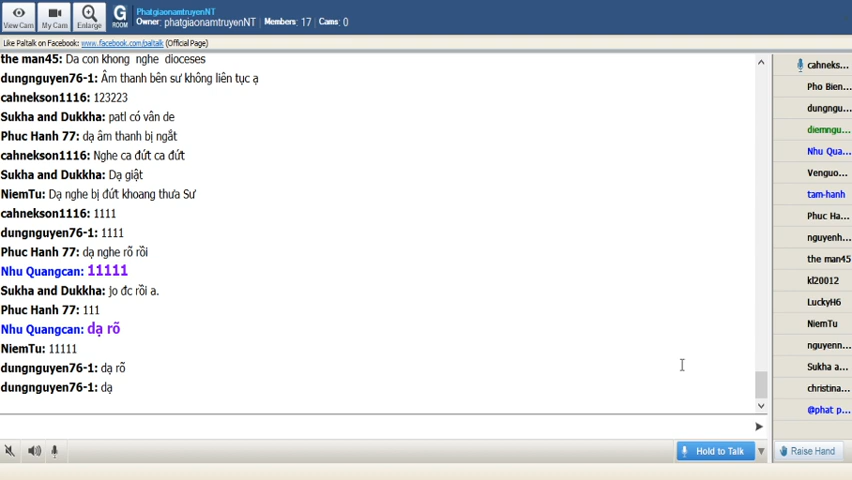 PhatgiaonamtruyenNT
Owner: phatgiaonamtruyenNT Members: 17 Cams: 0
View Cam
My Cam
Enlarge
G
ROOM
Like Paltalk on Facebook: www.facebook.com/paltalk (Official Page)
the man45: Da con khong nghe dioceses
dungnguyen76-1: Âm thanh bên sư không liên tục ạ
cahnekson1116: 123223
Sukha and Dukkha: patl có vân de
Phuc Hanh 77: dạ âm thanh bị ngắt
cahnekson1116: Nghe ca đứt ca đứt
Sukha and Dukkha: Dạ giật
NiemTu: Dạ nghe bị đứt khoang thưa Sư
cahnekson1116: 1111
dungnguyen76-1: 1111
Phuc Hanh 77: dạ nghe rõ rồi
Nhu Quangcan: 11111
Sukha and Dukkha: jo đc rồi a.
Phuc Hanh 77: 111
Nhu Quangcan: dạ rõ
NiemTu: 11111
dungnguyen76-1: dạ rõ
dungnguyen76-1: dạ
cahneks...
Pho Bien...
dungngu...
diemngu...
Nhu Qua...
Venguo...
tam-hanh
Phuc Ha...
nguyenh...
the man45
kl20012
LuckyH6
NiemTu
nguyenn...
Sukha a...
christina...
@phat p...
Hold to Talk
Raise Hand